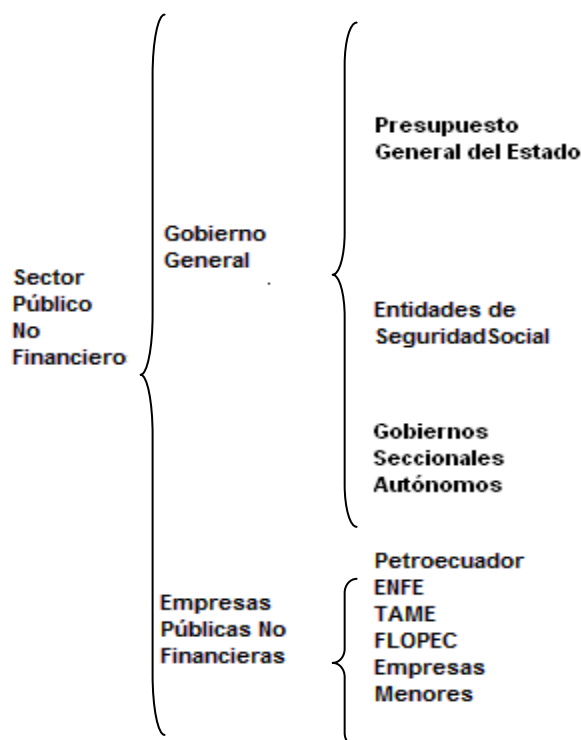 Sector
Público
No
Financiero
Gobierno
General
Presupuesto
General del Estado
Entidades de
SeguridadSocial
Gobiernos
Seccionales
Autónomos
Empresas
Públicas No
Financieras
Petroecuador
ENFE
TAME
FLOPEC
Empresas
Menores